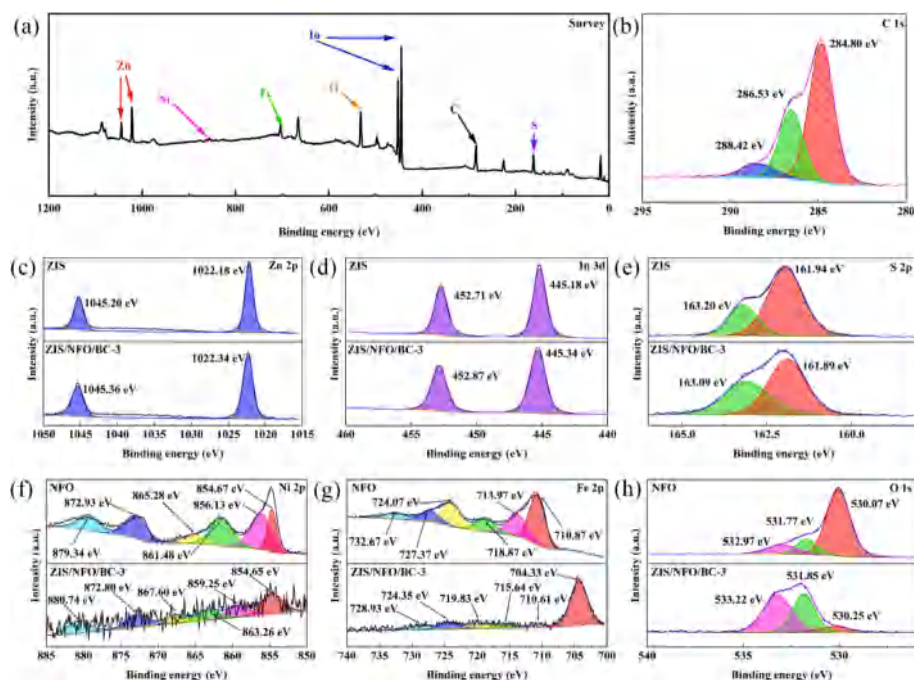 (a)
Survey
Zn
Ni
Fe
O
In
C
S
Intensity (a.u.)
1200 1000 800 600 400 200 0
Binding energy (eV)
(b)
C 1s
284.80 eV
286.53 eV
288.42 eV
Intensity (a.u.)
295 290 285 280
Binding energy (eV)
(c)
ZIS
Zn 2p
1022.18 eV
1045.20 eV
ZIS/NFO/BC-3
1022.34 eV
1045.36 eV
Intensity (a.u.)
1050 1045 1040 1035 1030 1025 1020 1015
Binding energy (eV)
(d)
ZIS
In 3d
452.71 eV
445.18 eV
ZIS/NFO/BC-3
445.34 eV
452.87 eV
Intensity (a.u.)
460 455 450 445 440
Binding energy (eV)
(e)
ZIS
S 2p
161.94 eV
163.20 eV
ZIS/NFO/BC-3
161.89 eV
163.09 eV
Intensity (a.u.)
165.0 162.5 160.0
Binding energy (eV)
(f)
NFO
Ni 2p
854.67 eV
865.28 eV
872.93 eV
856.13 eV
879.34 eV
861.48 eV
ZIS/NFO/BC-3
854.65 eV
859.25 eV
872.80 eV
867.60 eV
880.74 eV
863.26 eV
Intensity (a.u.)
885 880 875 870 865 860 855 850
Binding energy (eV)
(g)
NFO
Fe 2p
713.97 eV
724.07 eV
732.67 eV
727.37 eV
718.87 eV
710.87 eV
ZIS/NFO/BC-3
704.33 eV
715.64 eV
719.83 eV
724.35 eV
710.61 eV
728.93 eV
Intensity (a.u.)
740 735 730 725 720 715 710 705 700
Binding energy (eV)
(h)
NFO
O 1s
530.07 eV
531.77 eV
532.97 eV
ZIS/NFO/BC-3
531.85 eV
533.22 eV
530.25 eV
Intensity (a.u.)
540 535 530
Binding energy (eV)